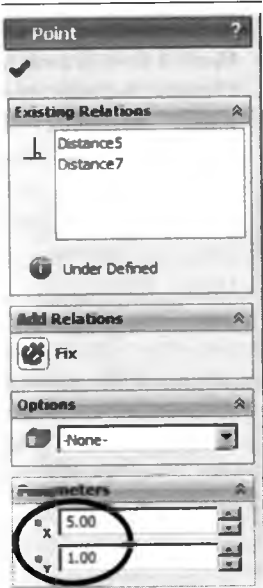 Point ?
Existing Relations
Distance5
Distance7
Under Defined
Add Relations
Fix
Options
-None-
Parameters
x 5.00
y 1.00